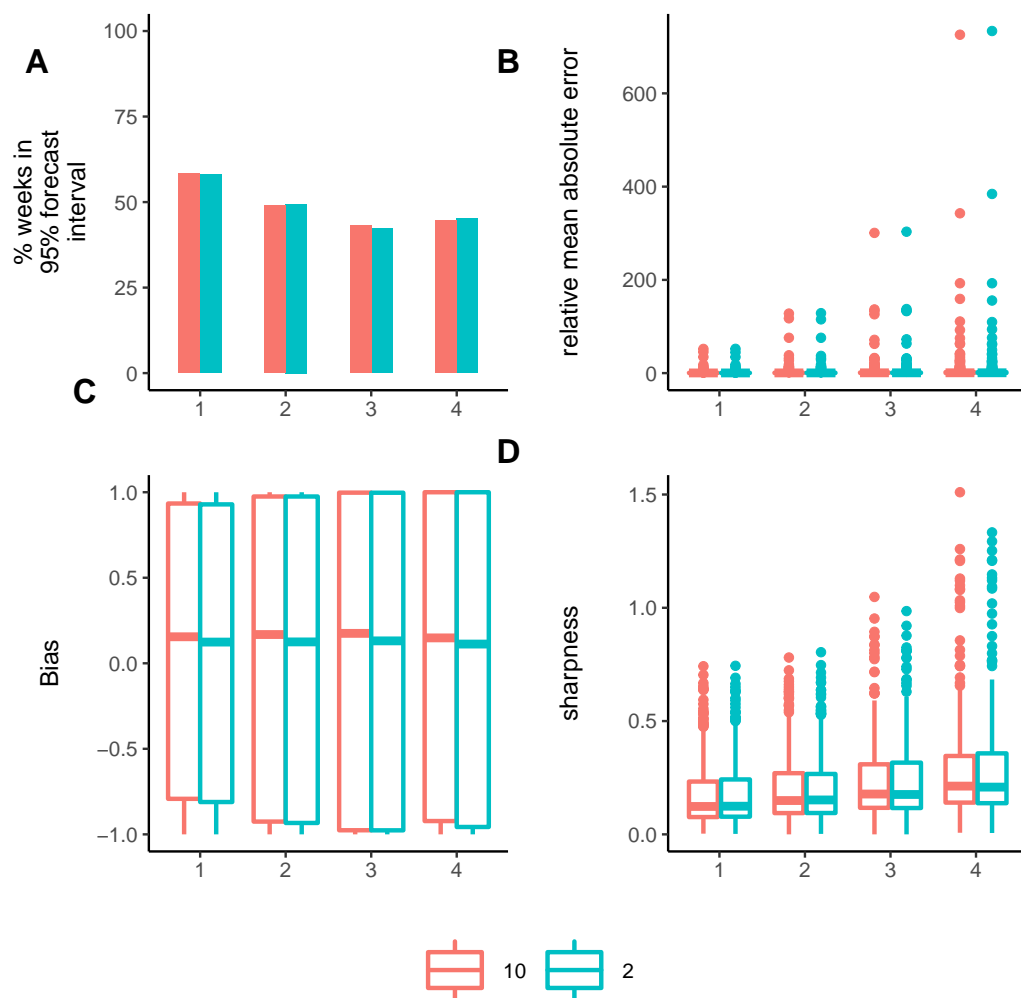 A
% weeks in
95% forecast
interval
100
75
50
25
0
1 2 3 4
B
relative mean absolute error
600
400
200
0
1 2 3 4
C
Bias
1.0
0.5
0.0
−0.5
−1.0
1 2 3 4
D
sharpness
1.5
1.0
0.5
0.0
1 2 3 4
10 2